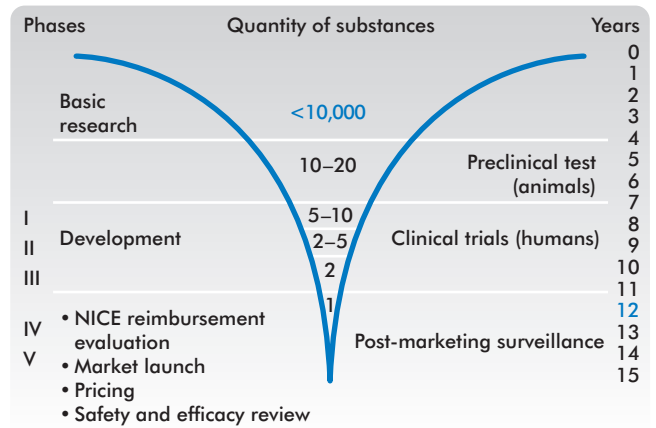 Phases
Quantity of substances
Years
0
1
2
3
4
5
6
7
8
9
10
11
12
13
14
15
Basic
research
<10,000
10–20
Preclinical test
(animals)
I
II
III
Development
5–10
2–5
2
1
Clinical trials (humans)
IV
V
• NICE reimbursement
evaluation
• Market launch
• Pricing
• Safety and efficacy review
Post-marketing surveillance